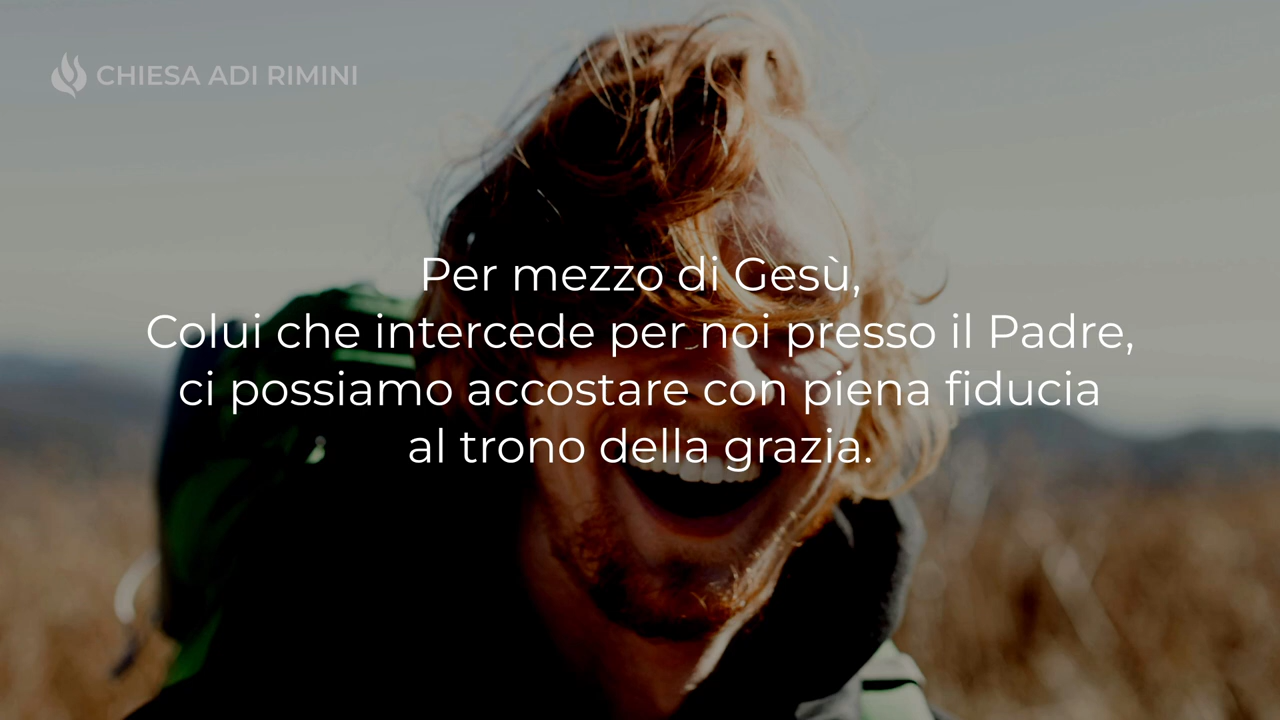 CHIESA ADI RIMINI
Per mezzo di Gesù,
Colui che intercede per noi presso il Padre,
ci possiamo accostare con piena fiducia
al trono della grazia.